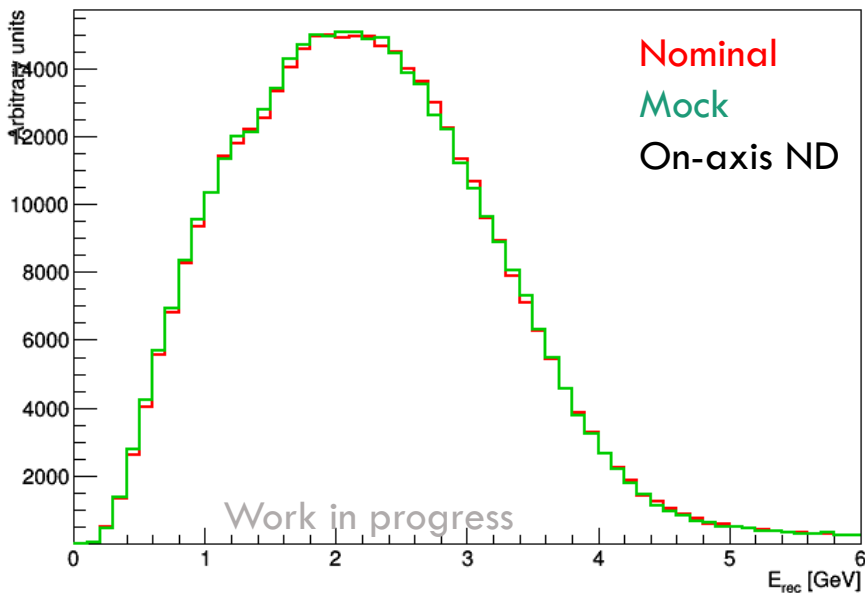 Arbitrary units
14000
12000
10000
8000
6000
4000
2000
Nominal
Mock
On-axis ND
Work in progress
0 1 2 3 4 5 6
E_rec [GeV]